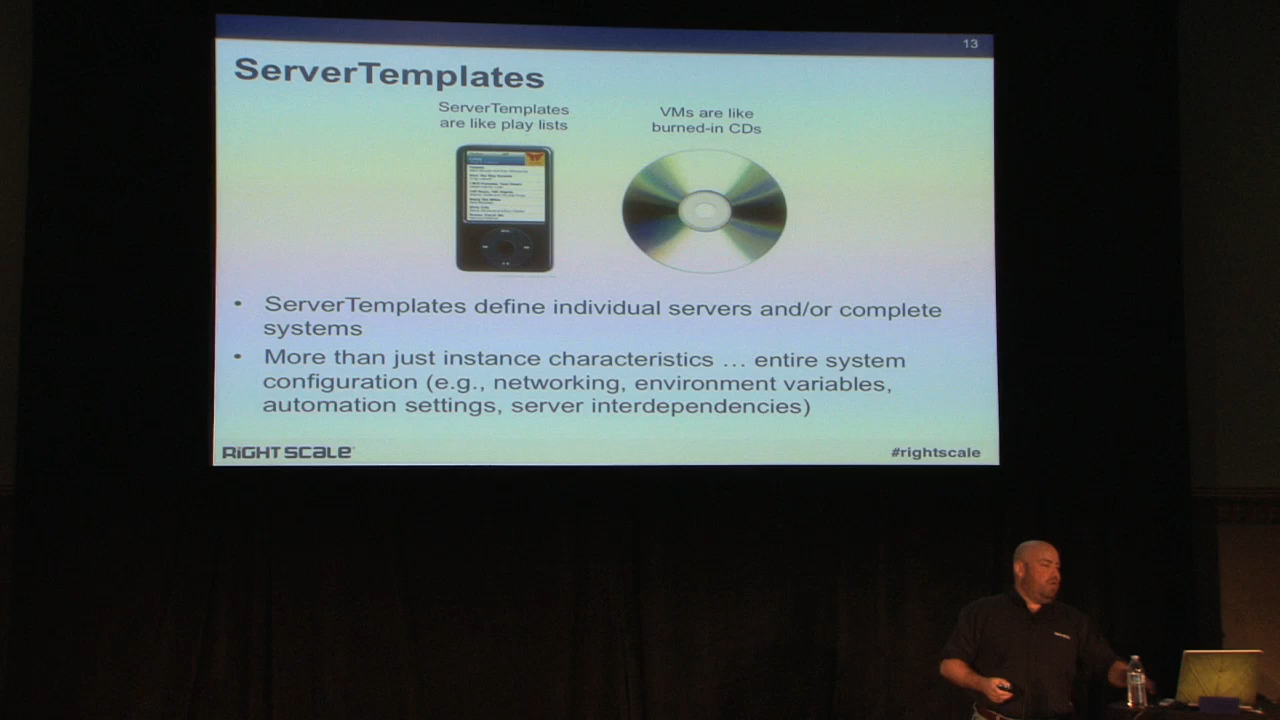 13
ServerTemplates
ServerTemplates
are like play lists
VMs are like
burned-in CDs
• ServerTemplates define individual servers and/or complete
systems
• More than just instance characteristics … entire system
configuration (e.g., networking, environment variables,
automation settings, server interdependencies)
RiGHTSCaLe
#rightscale